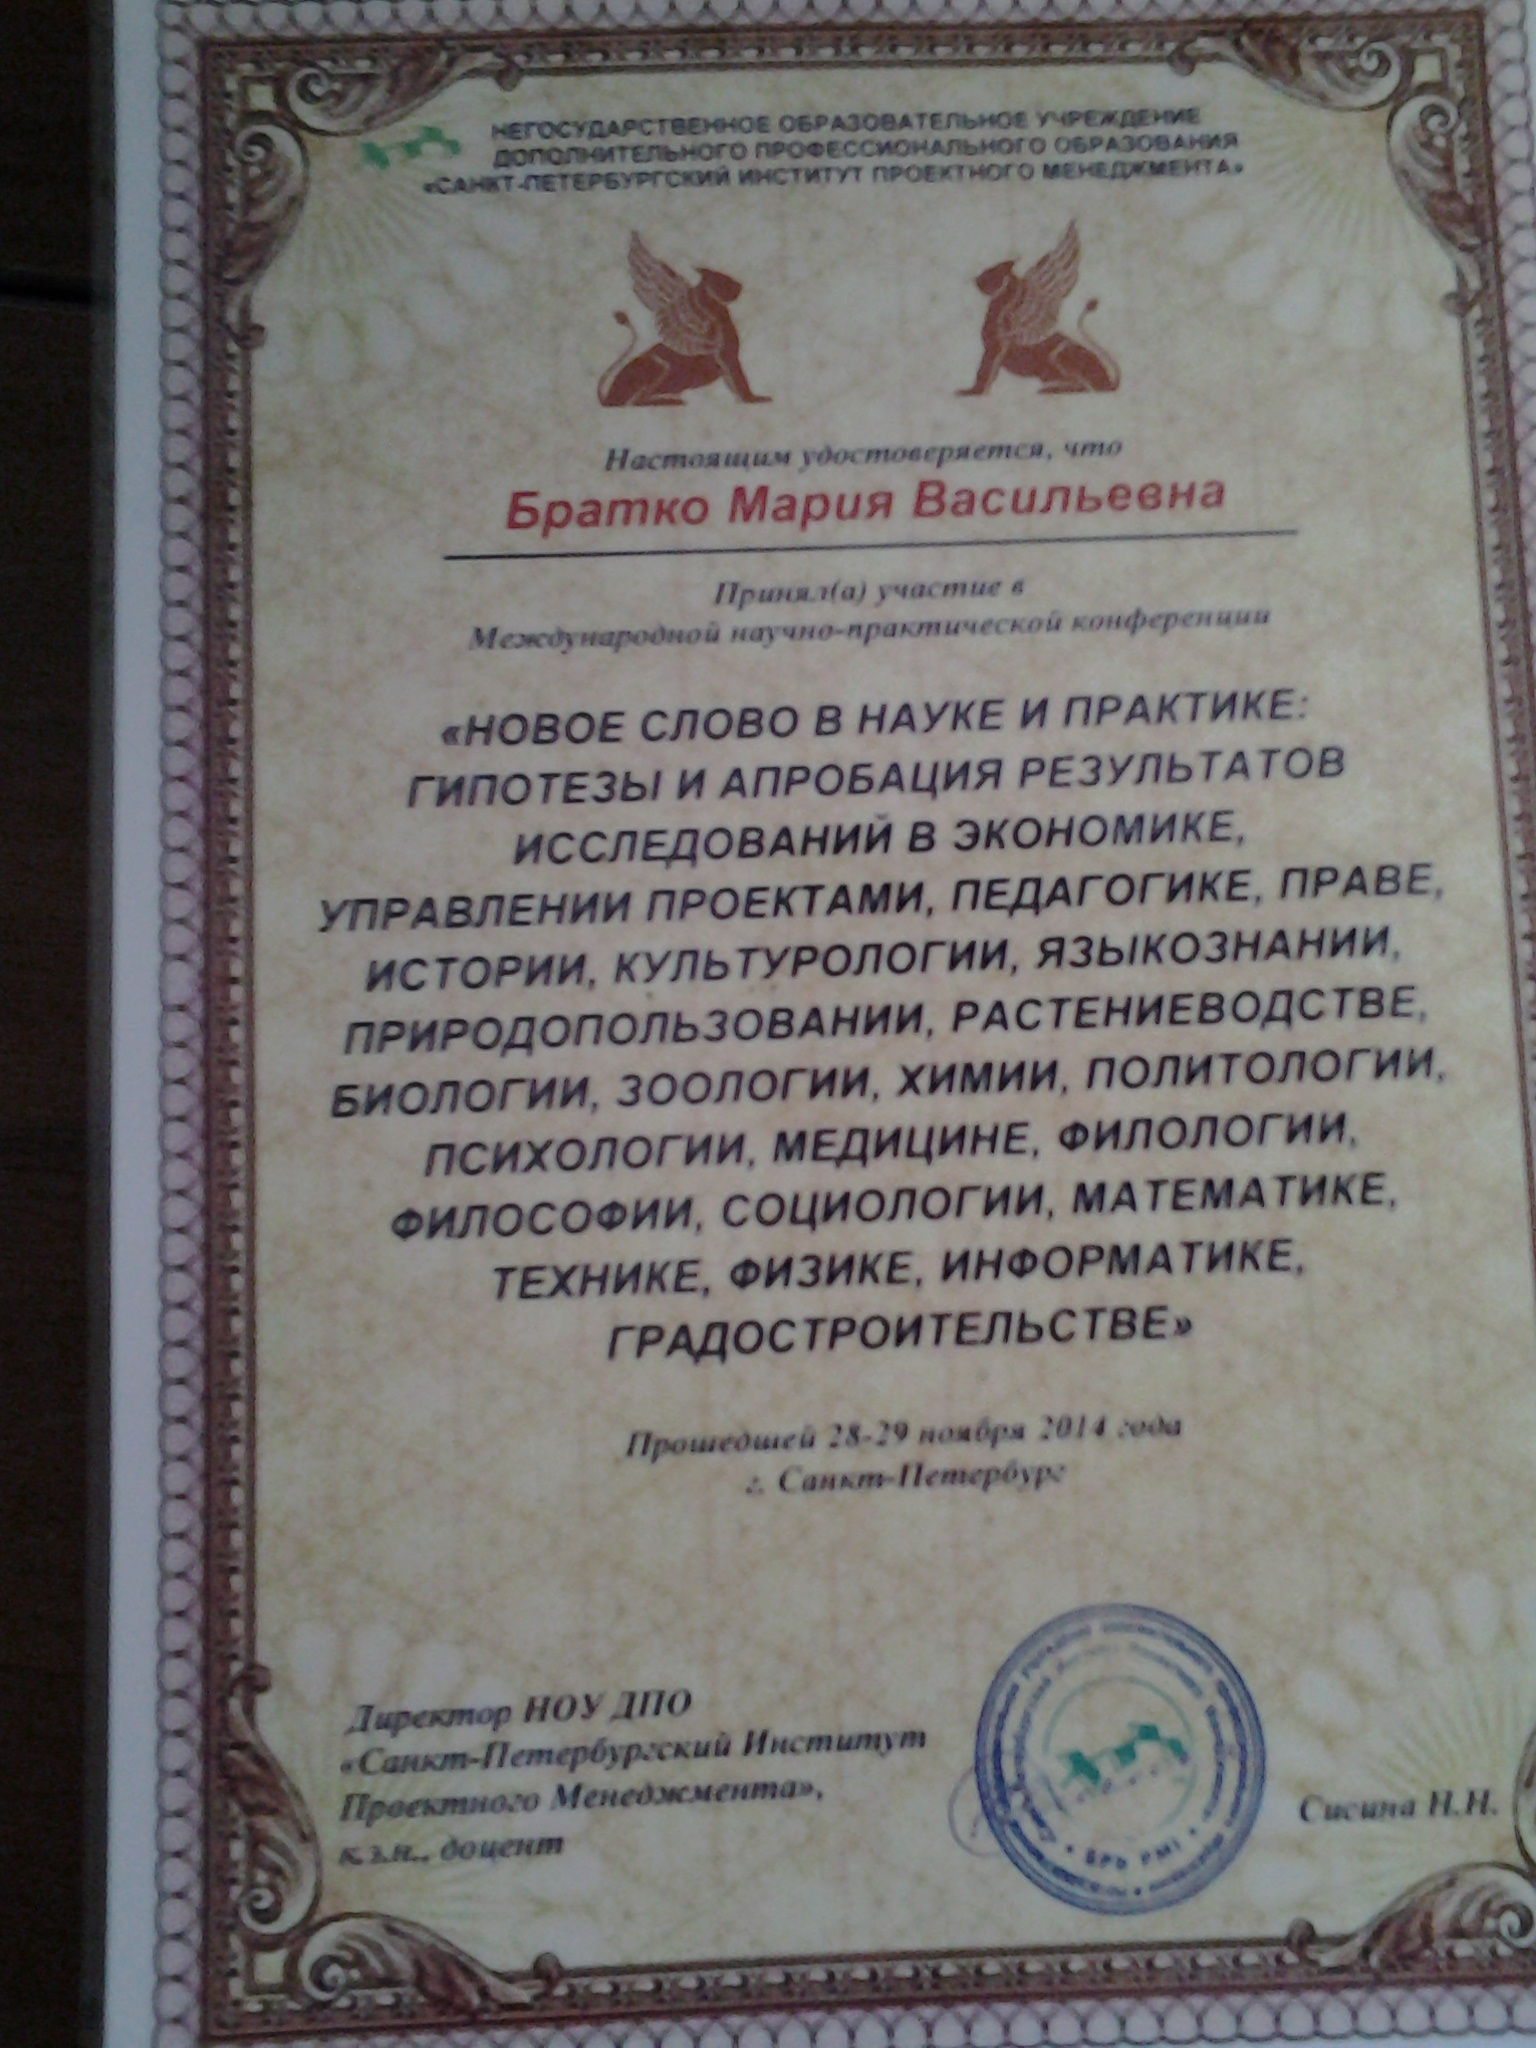 НЕГОСУДАРСТВЕННОЕ ОБРАЗОВАТЕЛЬНОЕ УЧРЕЖДЕНИЕ
ДОПОЛНИТЕЛЬНОГО ПРОФЕССИОНАЛЬНОГО ОБРАЗОВАНИЯ
«САНКТ-ПЕТЕРБУРГСКИЙ ИНСТИТУТ ПРОЕКТНОГО МЕНЕДЖМЕНТА»
Настоящим удостоверяется, что
Братко Мария Васильевна
Принял(а) участие в
Международной научно-практической конференции
«НОВОЕ СЛОВО В НАУКЕ И ПРАКТИКЕ:
ГИПОТЕЗЫ И АПРОБАЦИЯ РЕЗУЛЬТАТОВ
ИССЛЕДОВАНИЙ В ЭКОНОМИКЕ,
УПРАВЛЕНИИ ПРОЕКТАМИ, ПЕДАГОГИКЕ, ПРАВЕ,
ИСТОРИИ, КУЛЬТУРОЛОГИИ, ЯЗЫКОЗНАНИИ,
ПРИРОДОПОЛЬЗОВАНИИ, РАСТЕНИЕВОДСТВЕ,
БИОЛОГИИ, ЗООЛОГИИ, ХИМИИ, ПОЛИТОЛОГИИ,
ПСИХОЛОГИИ, МЕДИЦИНЕ, ФИЛОЛОГИИ,
ФИЛОСОФИИ, СОЦИОЛОГИИ, МАТЕМАТИКЕ,
ТЕХНИКЕ, ФИЗИКЕ, ИНФОРМАТИКЕ,
ГРАДОСТРОИТЕЛЬСТВЕ»
Прошедшей 28-29 ноября 2014 года
г. Санкт-Петербург
Директор НОУ ДПО
«Санкт-Петербургский Институт
Проектного Менеджмента»,
к.э.н., доцент
Сисина Н.Н.